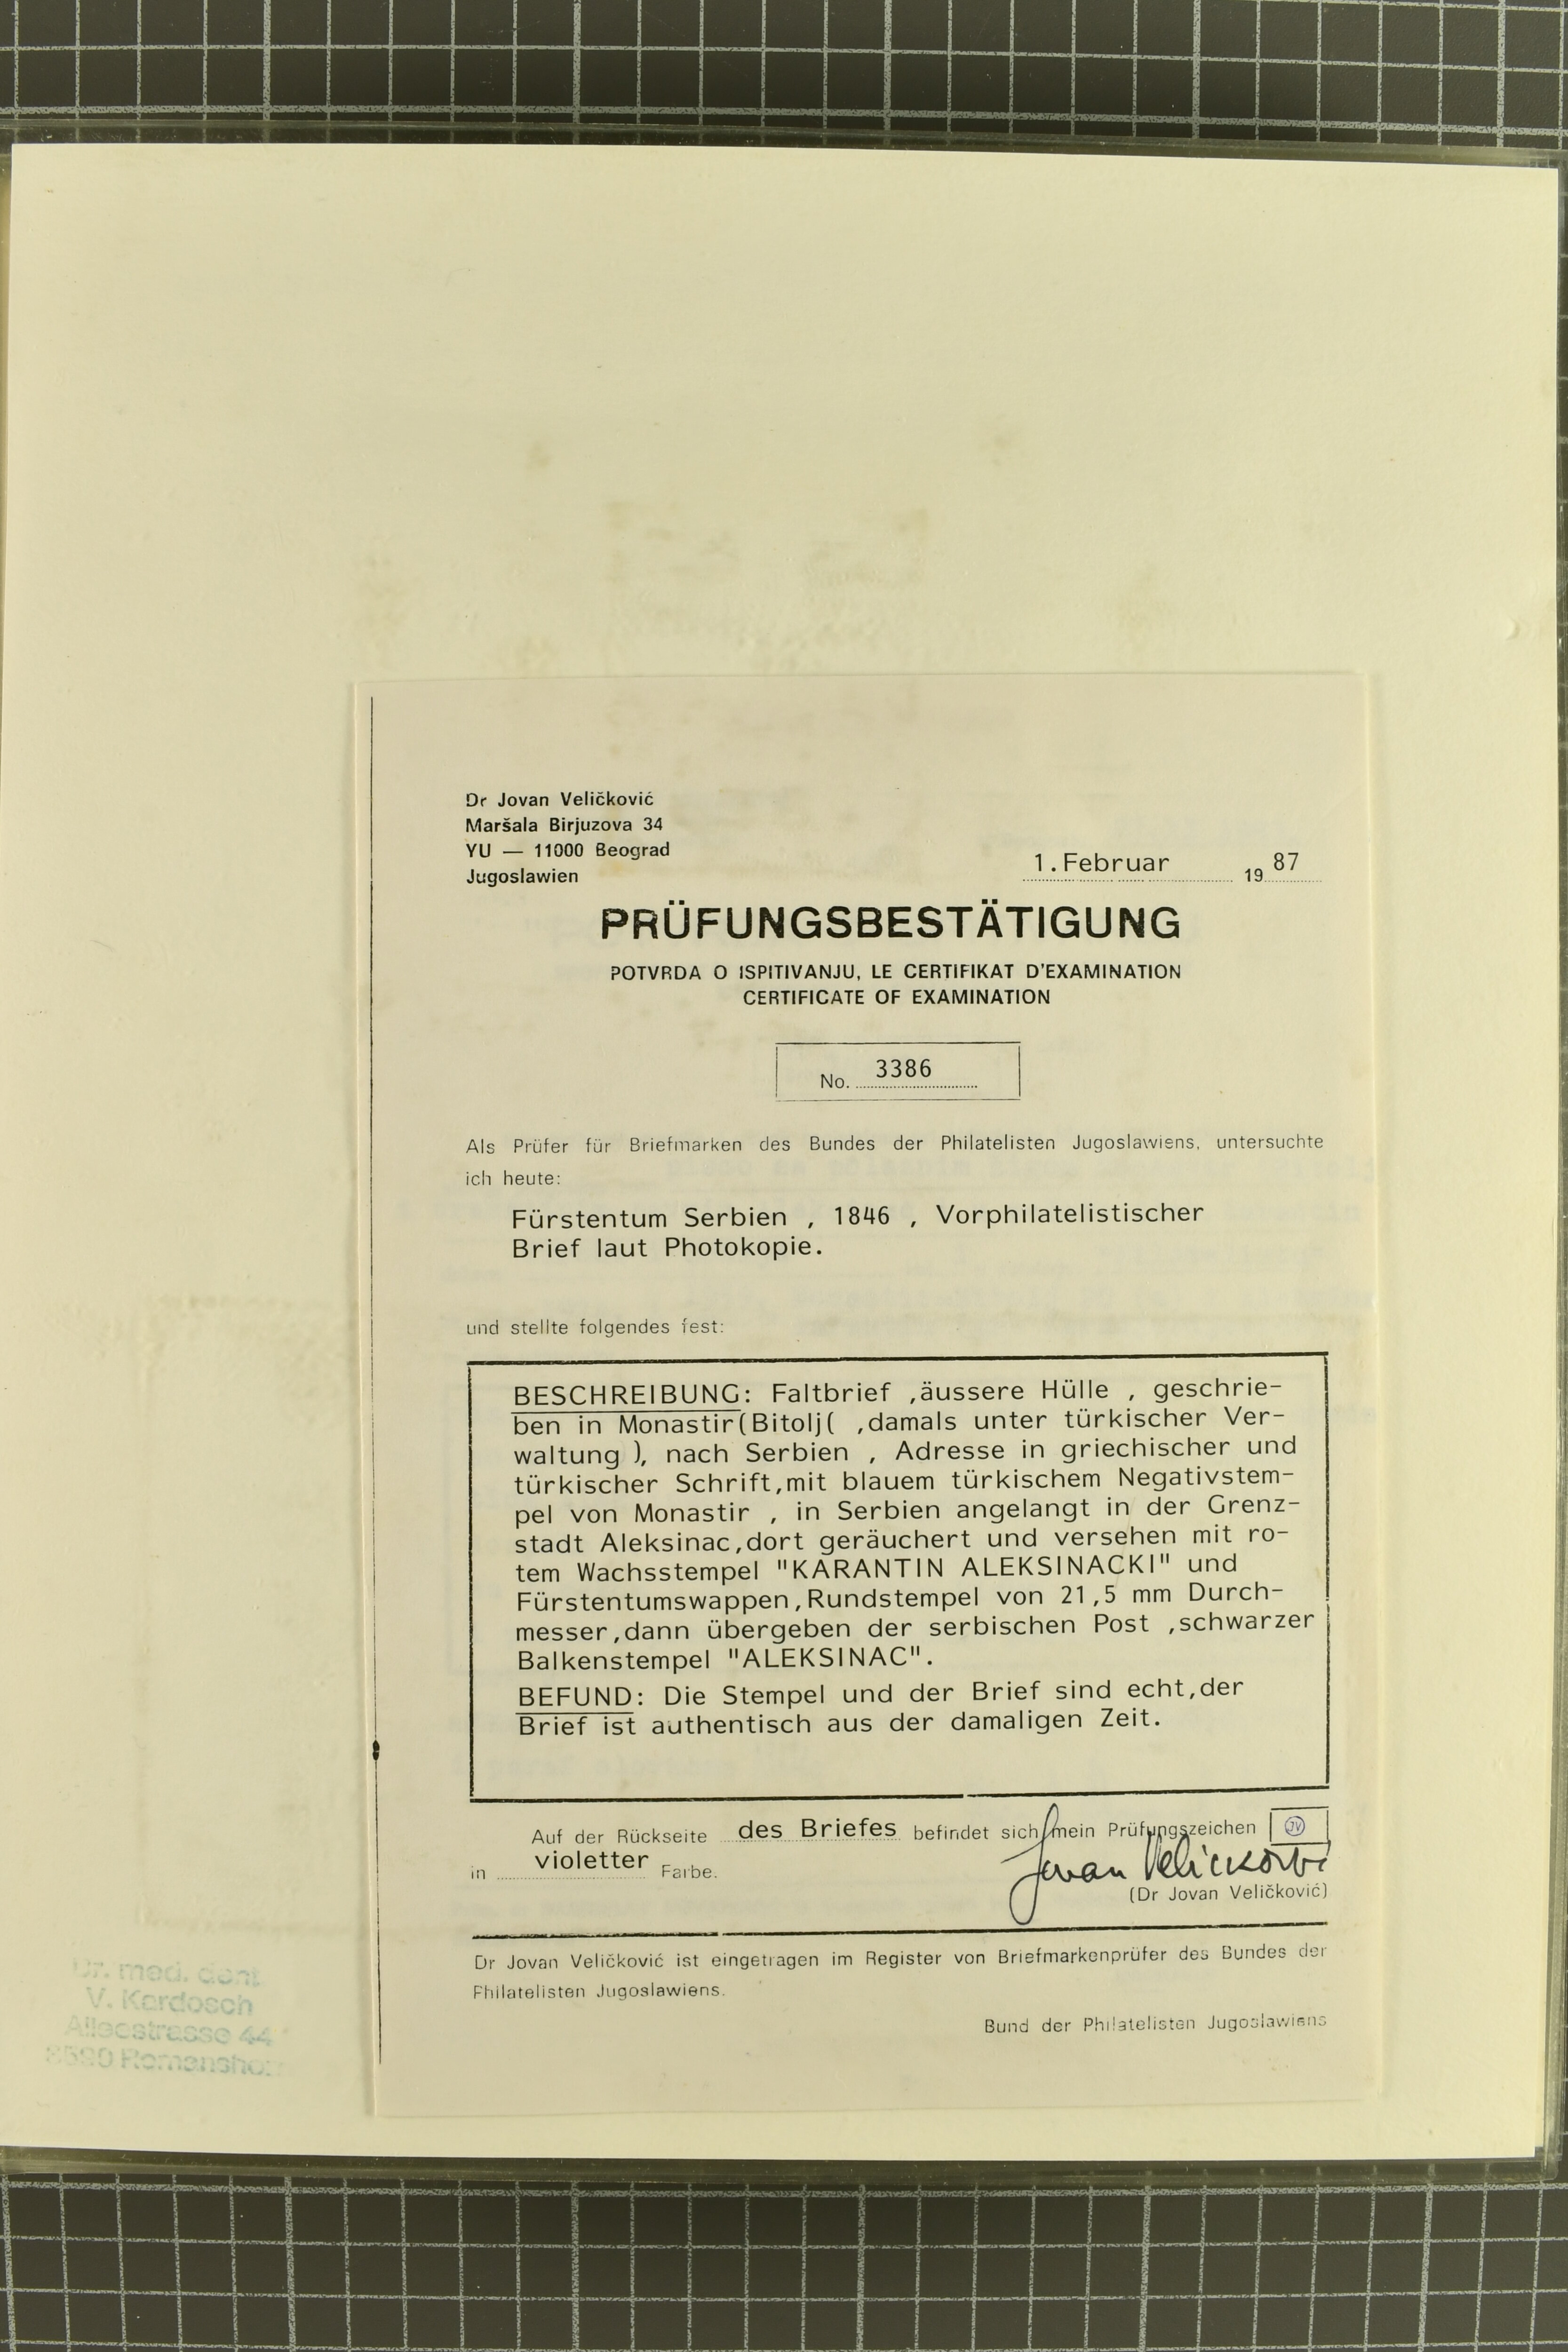 Dr Jovan Veličković
Maršala Birjuzova 34
YU — 11000 Beograd
Jugoslawien
1.Februar 19 87
PRÜFUNGSBESTÄTIGUNG
POTVRDA O ISPITIVANJU, LE CERTIFIKAT D'EXAMINATION
CERTIFICATE OF EXAMINATION
No. 3386
Als Prüfer für Briefmarken des Bundes der Philatelisten Jugoslawiens, untersuchte
ich heute:
Fürstentum Serbien , 1846 , Vorphilatelistischer
Brief laut Photokopie.
und stellte folgendes fest:
BESCHREIBUNG: Faltbrief ,äussere Hülle , geschrie-
ben in Monastir(Bitolj( ,damals unter türkischer Ver-
waltung ), nach Serbien , Adresse in griechischer und
türkischer Schrift,mit blauem türkischem Negativstem-
pel von Monastir , in Serbien angelangt in der Grenz-
stadt Aleksinac,dort geräuchert und versehen mit ro-
tem Wachsstempel "KARANTIN ALEKSINACKI" und
Fürstentumswappen,Rundstempel von 21,5 mm Durch-
messer,dann übergeben der serbischen Post ,schwarzer
Balkenstempel "ALEKSINAC".
BEFUND: Die Stempel und der Brief sind echt,der
Brief ist authentisch aus der damaligen Zeit.
Auf der Rückseite des Briefes befindet sich mein Prüfungszeichen JV
in violetter Farbe.
Jovan Veličković
(Dr Jovan Veličković)
Dr Jovan Veličković ist eingetragen im Register von Briefmarkenprüfer des Bundes der
Philatelisten Jugoslawiens.
Bund der Philatelisten Jugoslawiens
Dr. med. dent
V. Kardosch
Alleestrasse 44
8590 Romanshorn